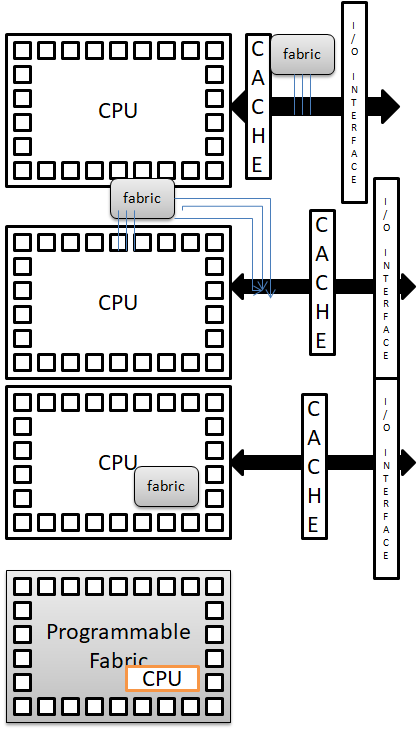 CPU
CACHE
fabric
I/O INTERFACE
fabric
CPU
CACHE
I/O INTERFACE
CPU
fabric
CACHE
I/O INTERFACE
Programmable
Fabric
CPU